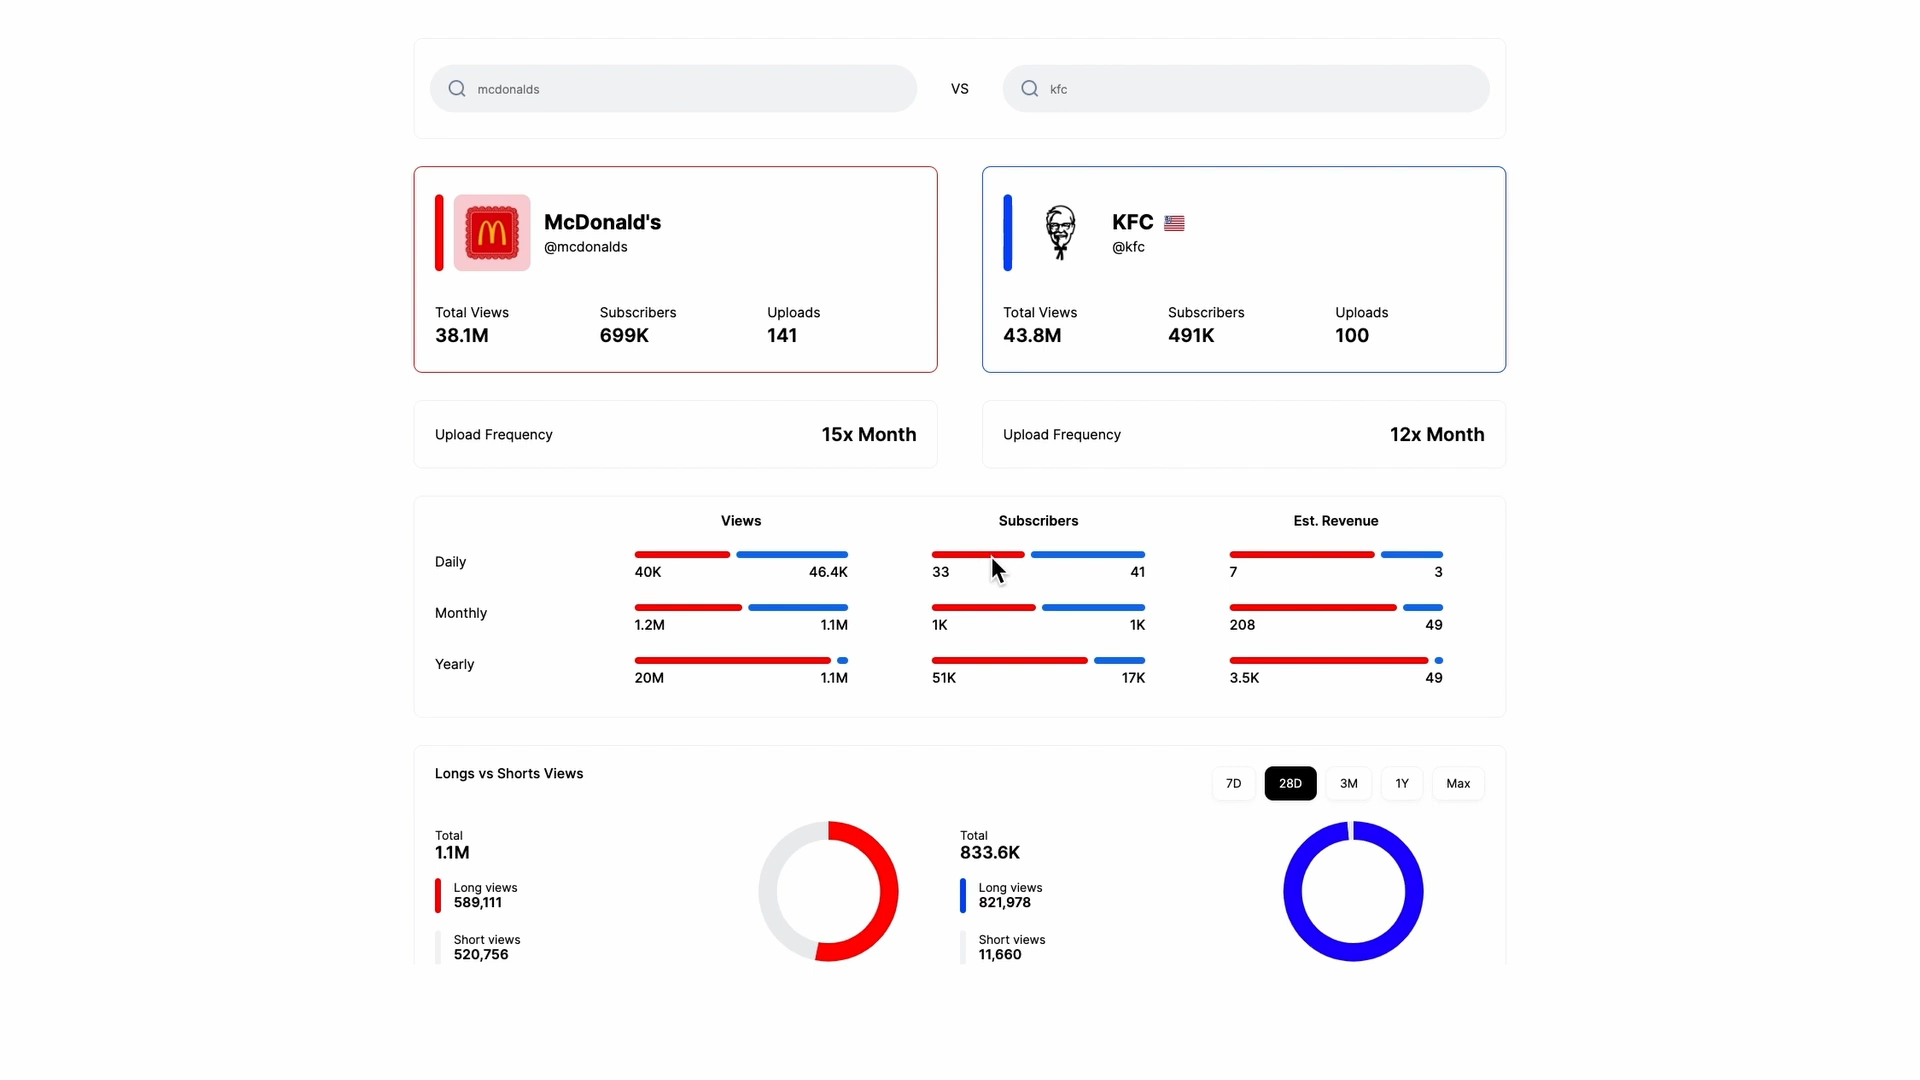 mcdonalds
VS
kfc
McDonald's
@mcdonalds
Total Views
Subscribers
Uploads
38.1M
699K
141
KFC
@kfc
Total Views
Subscribers
Uploads
43.8M
491K
100
Upload Frequency
15x Month
Upload Frequency
12x Month
Views
Subscribers
Est. Revenue
Daily
40K
46.4K
33
41
7
3
Monthly
1.2M
1.1M
1K
1K
208
49
Yearly
20M
1.1M
51K
17K
3.5K
49
Longs vs Shorts Views
7D
28D
3M
1Y
Max
Total
1.1M
Long views
589,111
Short views
520,756
Total
833.6K
Long views
821,978
Short views
11,660